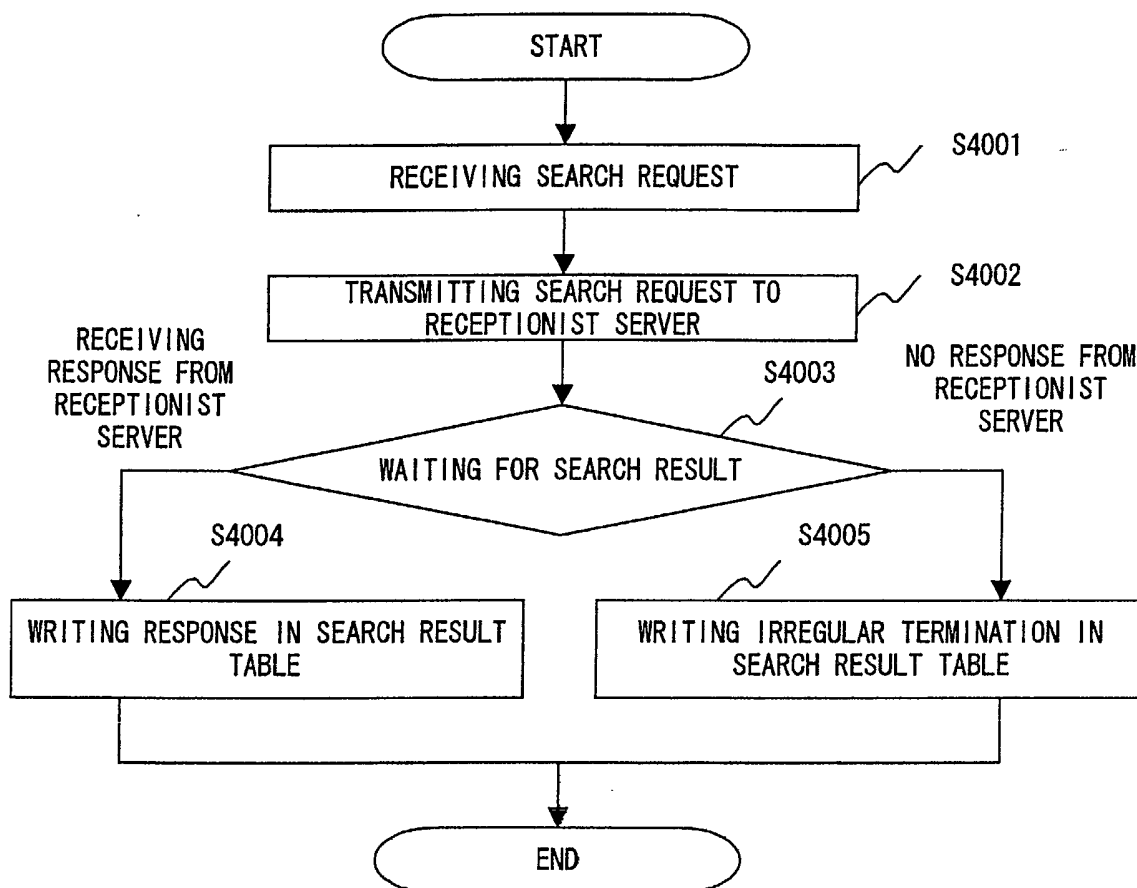 START
RECEIVING SEARCH REQUEST
S4001
TRANSMITTING SEARCH REQUEST TO
RECEPTIONIST SERVER
S4002
RECEIVING
RESPONSE FROM
RECEPTIONIST
SERVER
NO RESPONSE FROM
RECEPTIONIST
SERVER
S4003
WAITING FOR SEARCH RESULT
S4004
WRITING RESPONSE IN SEARCH RESULT
TABLE
S4005
WRITING IRREGULAR TERMINATION IN
SEARCH RESULT TABLE
END